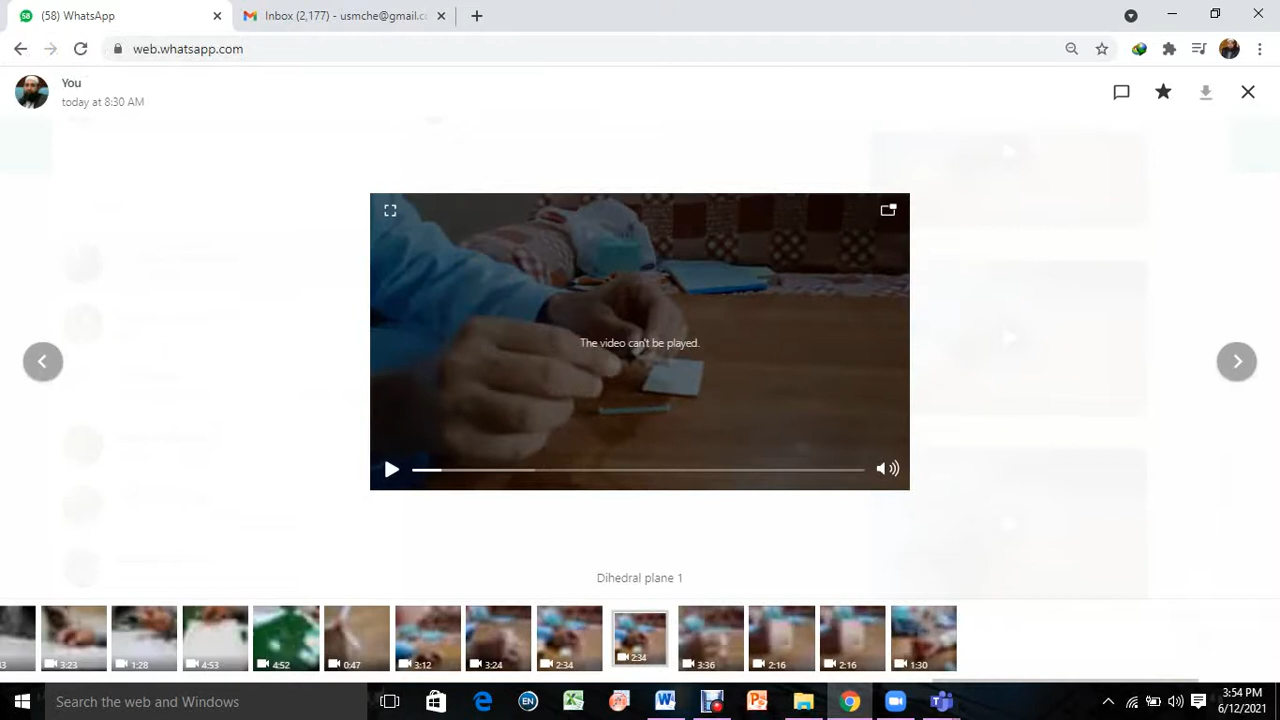 58
(58) WhatsApp
Inbox (2,177) - usmche@gmail.c
web.whatsapp.com
You
today at 8:30 AM
The video can't be played.
Dihedral plane 1
3:23
1:28
4:53
4:52
0:47
3:12
3:24
2:34
2:34
3:36
2:16
2:16
1:30
Search the web and Windows
EN
3:54 PM
6/12/2021